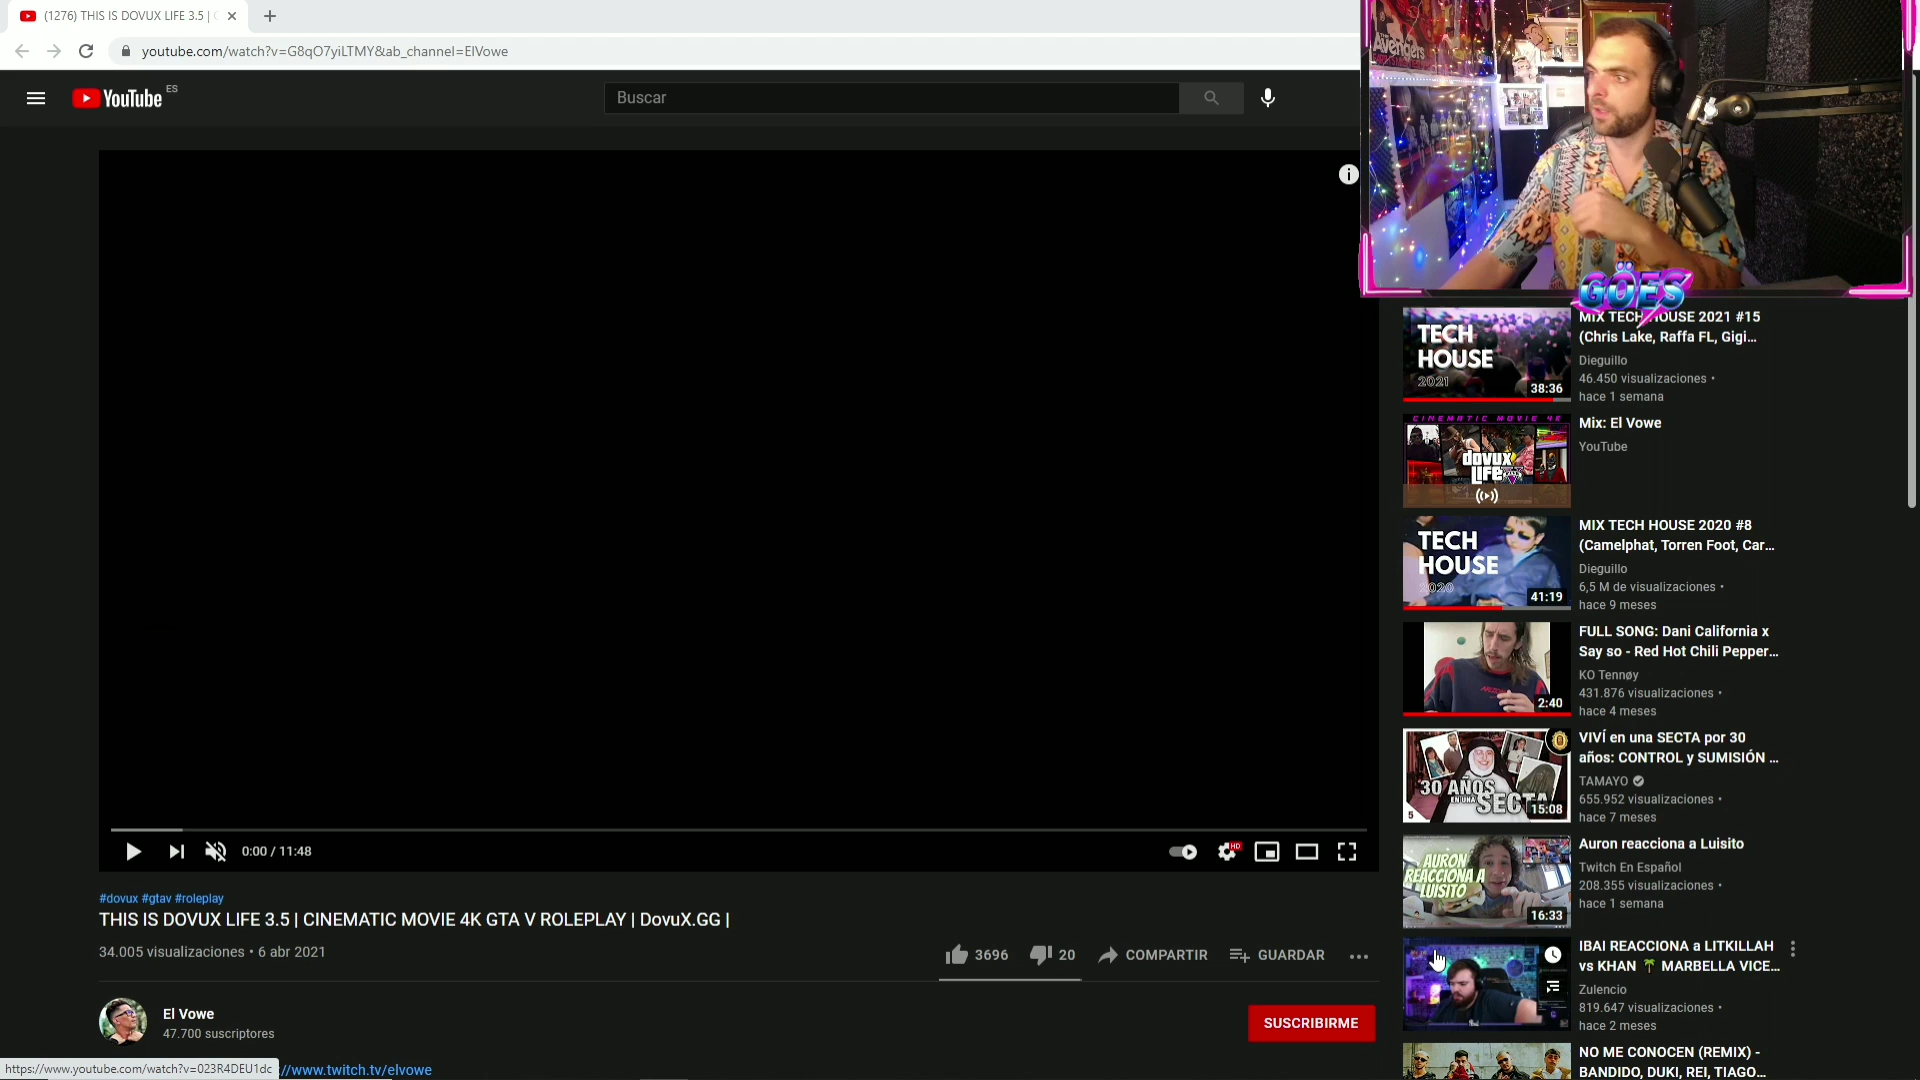 (1276) THIS IS DOVUX LIFE 3.5 |
youtube.com/watch?v=G8qO7yiLTMY&ab_channel=ElVowe
YouTube ES
Buscar
Avengers
GÖES
0:00 / 11:48
HD
#dovux #gtav #roleplay
THIS IS DOVUX LIFE 3.5 | CINEMATIC MOVIE 4K GTA V ROLEPLAY | DovuX.GG |
34.005 visualizaciones • 6 abr 2021
3696
20
COMPARTIR
GUARDAR
El Vowe
47.700 suscriptores
SUSCRIBIRME
https://www.youtube.com/watch?v=023R4DEU1dc
//www.twitch.tv/elvowe
TECH
HOUSE
2021
38:36
MIX TECH HOUSE 2021 #15
(Chris Lake, Raffa FL, Gigi...
Dieguillo
46.450 visualizaciones •
hace 1 semana
CINEMATIC MOVIE 4K
dovux
LIFE
Mix: El Vowe
YouTube
TECH
HOUSE
2020
41:19
MIX TECH HOUSE 2020 #8
(Camelphat, Torren Foot, Car...
Dieguillo
6,5 M de visualizaciones •
hace 9 meses
2:40
FULL SONG: Dani California x
Say so - Red Hot Chili Pepper...
KO Tennøy
431.876 visualizaciones •
hace 4 meses
30 AÑOS
EN UNA
SECTA
5
15:08
VIVÍ en una SECTA por 30
años: CONTROL y SUMISIÓN ...
TAMAYO
655.952 visualizaciones •
hace 7 meses
AURON
REACCIONA A
LUISITO
16:33
Auron reacciona a Luisito
Twitch En Español
208.355 visualizaciones •
hace 1 semana
IBAI REACCIONA a LITKILLAH
vs KHAN 🌴 MARBELLA VICE...
Zulencio
819.647 visualizaciones •
hace 2 meses
NO ME CONOCEN (REMIX) -
BANDIDO, DUKI, REI, TIAGO...